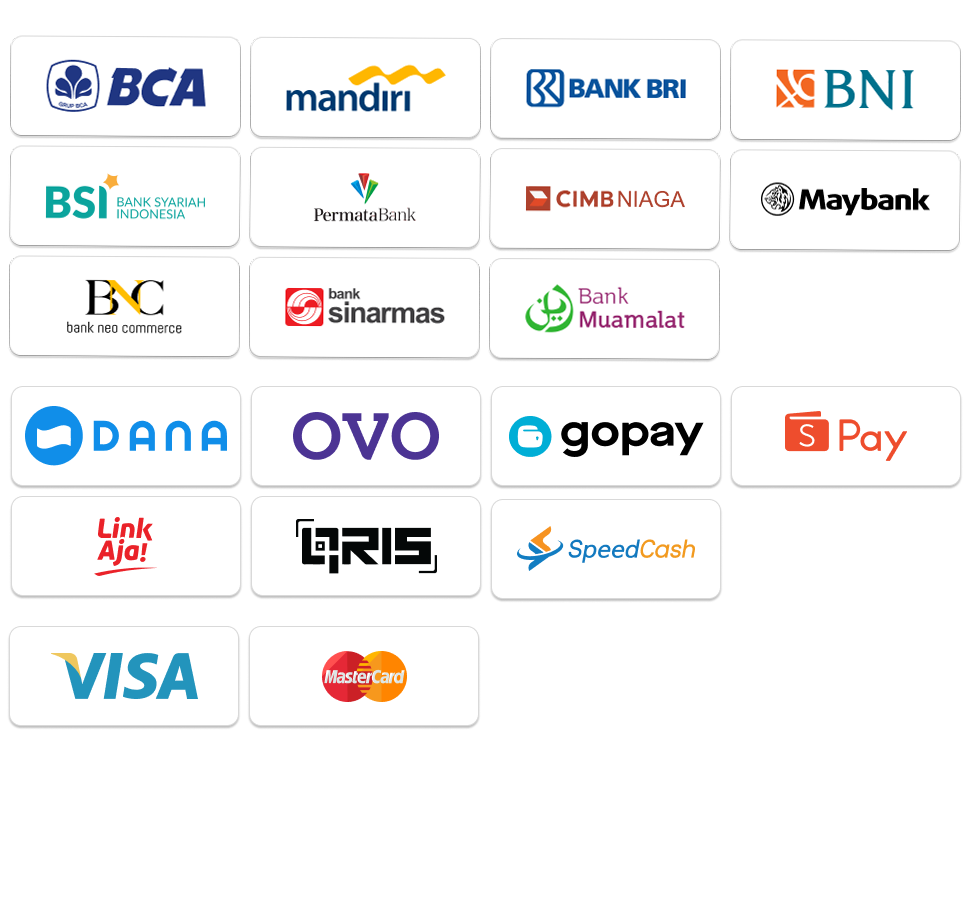 GRUP BCA
BCA
mandiri
BANK BRI
BNI
BSI
BANK SYARIAH
INDONESIA
PermataBank
CIMB NIAGA
Maybank
BNC
bank neo commerce
bank
sinarmas
Bank
Muamalat
DANA
OVO
gopay
S Pay
Link
Aja!
QRIS
SpeedCash
VISA
MasterCard